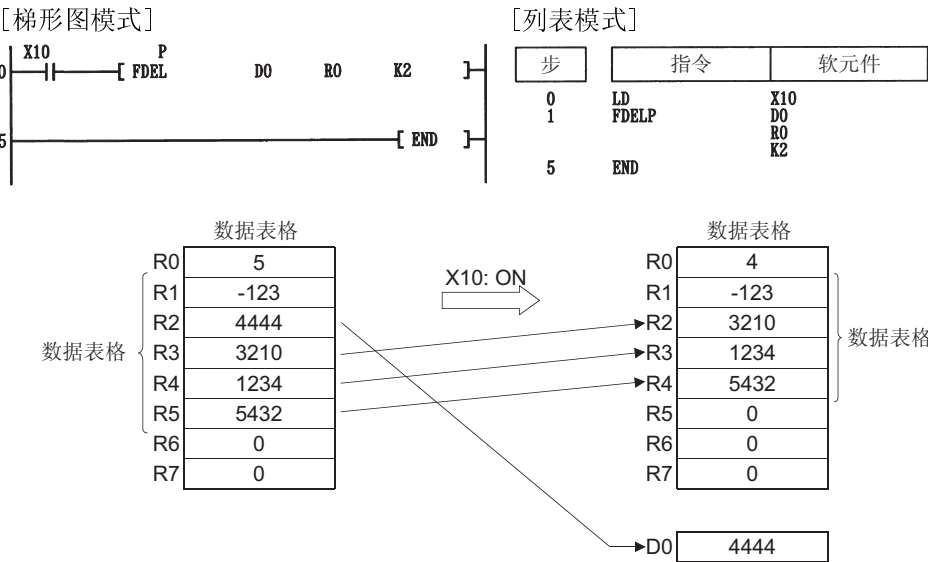 [梯形图模式]
X10 P
0 FDEL D0 R0 K2
5 END
[列表模式]
步 指令 软元件
0 LD X10
1 FDELP D0
R0
K2
5 END
数据表格
R0 5
R1 -123
R2 4444
R3 3210
R4 1234
R5 5432
R6 0
R7 0
数据表格
X10: ON
数据表格
R0 4
R1 -123
R2 3210
R3 1234
R4 5432
R5 0
R6 0
R7 0
数据表格
D0 4444